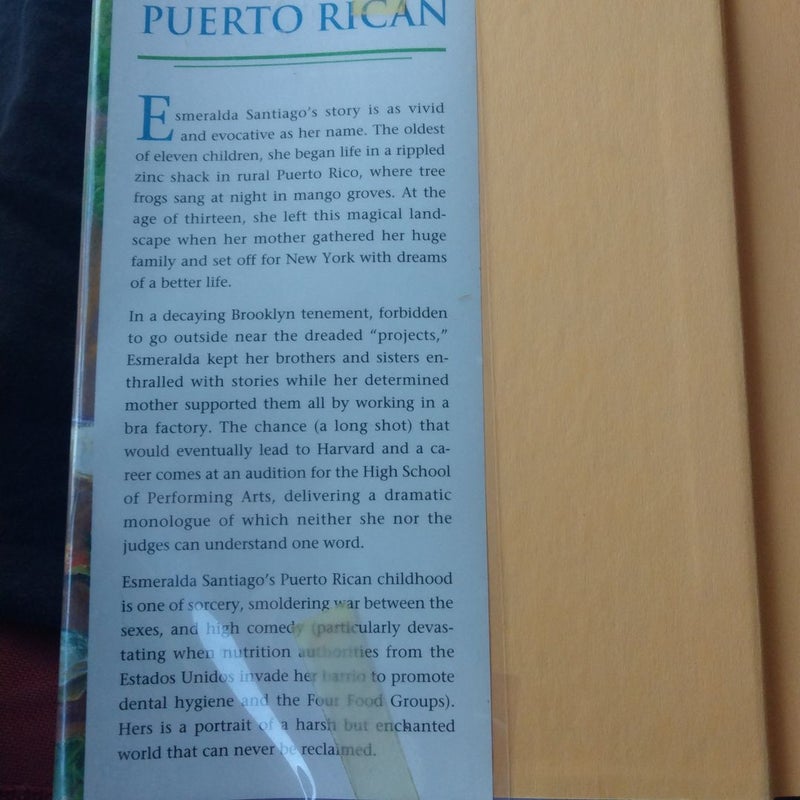 PUERTO RICAN
Esmeralda Santiago's story is as vivid
and evocative as her name. The oldest
of eleven children, she began life in a rippled
zinc shack in rural Puerto Rico, where tree
frogs sang at night in mango groves. At the
age of thirteen, she left this magical land-
scape when her mother gathered her huge
family and set off for New York with dreams
of a better life.
In a decaying Brooklyn tenement, forbidden
to go outside near the dreaded "projects,"
Esmeralda kept her brothers and sisters en-
thralled with stories while her determined
mother supported them all by working in a
bra factory. The chance (a long shot) that
would eventually lead to Harvard and a ca-
reer comes at an audition for the High School
of Performing Arts, delivering a dramatic
monologue of which neither she nor the
judges can understand one word.
Esmeralda Santiago's Puerto Rican childhood
is one of sorcery, smoldering war between the
sexes, and high comedy (particularly devas-
tating when nutrition authorities from the
Estados Unidos invade her barrio to promote
dental hygiene and the Four Food Groups).
Hers is a portrait of a harsh but enchanted
world that can never be reclaimed.